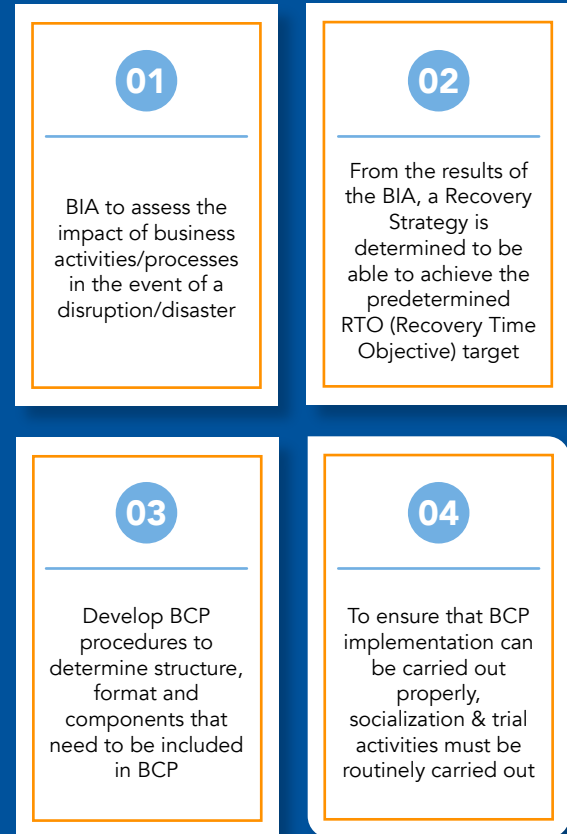 01
BIA to assess the
impact of business
activities/processes
in the event of a
disruption/disaster
02
From the results of
the BIA, a Recovery
Strategy is
determined to be
able to achieve the
predetermined
RTO (Recovery Time
Objective) target
03
Develop BCP
procedures to
determine structure,
format and
components that
need to be included
in BCP
04
To ensure that BCP
implementation can
be carried out
properly,
socialization & trial
activities must be
routinely carried out